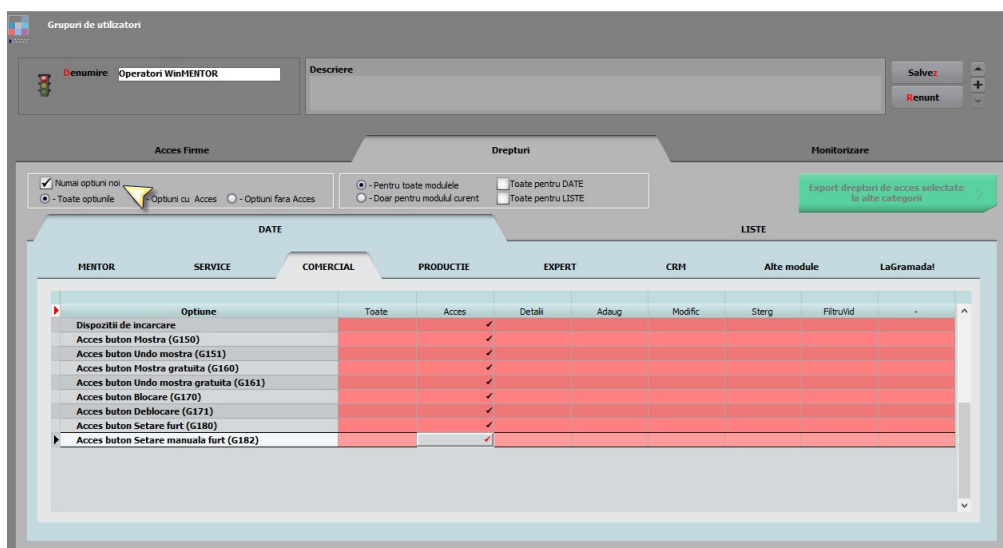 Grupuri de utilizatori
Denumire Operatori WinMENTOR
Descriere
Salvez
Renunt
Acces Firme Drepturi Monitorizare
Numai optiuni noi
- Toate optiunile - Optiuni cu Acces - Optiuni fara Acces
- Pentru toate modulele Toate pentru DATE
- Doar pentru modulul curent Toate pentru LISTE
Export drepturi de acces selectate
la alte categorii
DATE LISTE
MENTOR SERVICE COMERCIAL PRODUCTIE EXPERT CRM Alte module LaGramada!
Optiune Toate Acces Detalii Adaug Modific Sterg FiltruVid -
Dispozitii de incarcare
Acces buton Mostra (G150)
Acces buton Undo mostra (G151)
Acces buton Mostra gratuita (G160)
Acces buton Undo mostra gratuita (G161)
Acces buton Blocare (G170)
Acces buton Deblocare (G171)
Acces buton Setare furt (G180)
Acces buton Setare manuala furt (G182)